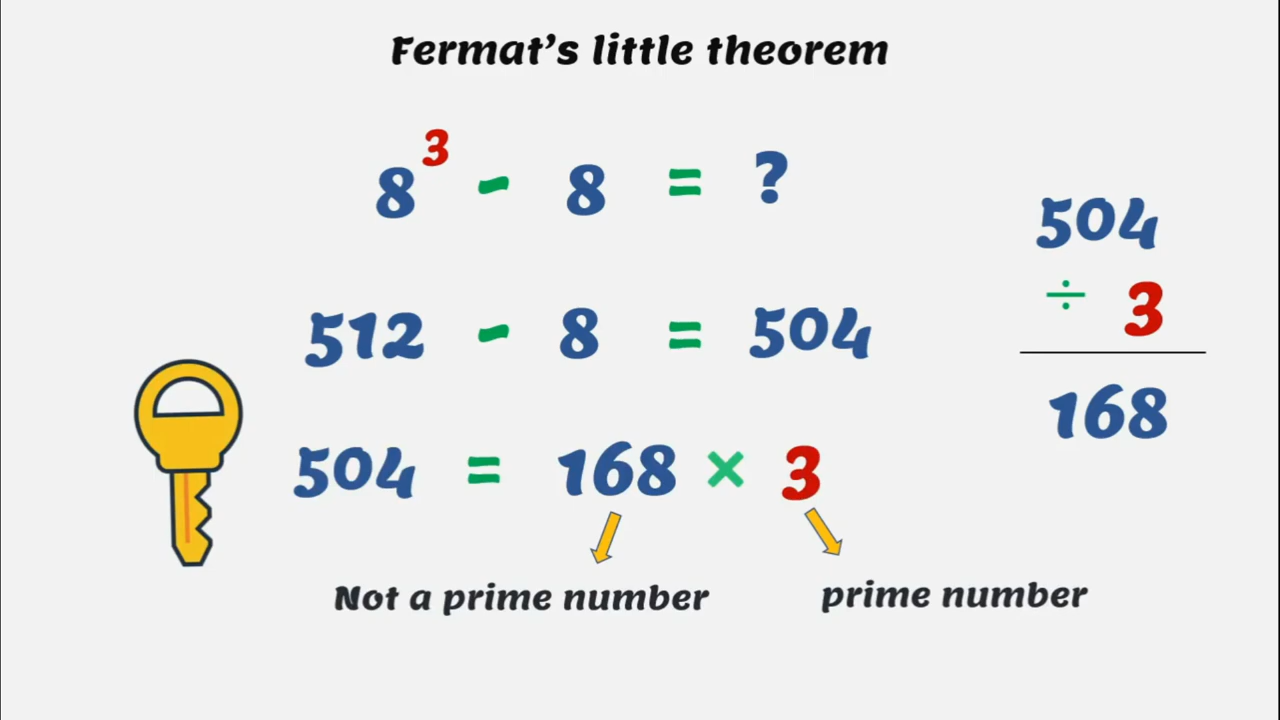 Fermat's little theorem
8³ - 8 = ?
512 - 8 = 504
504 = 168 × 3
Not a prime number
prime number
504
÷ 3
168